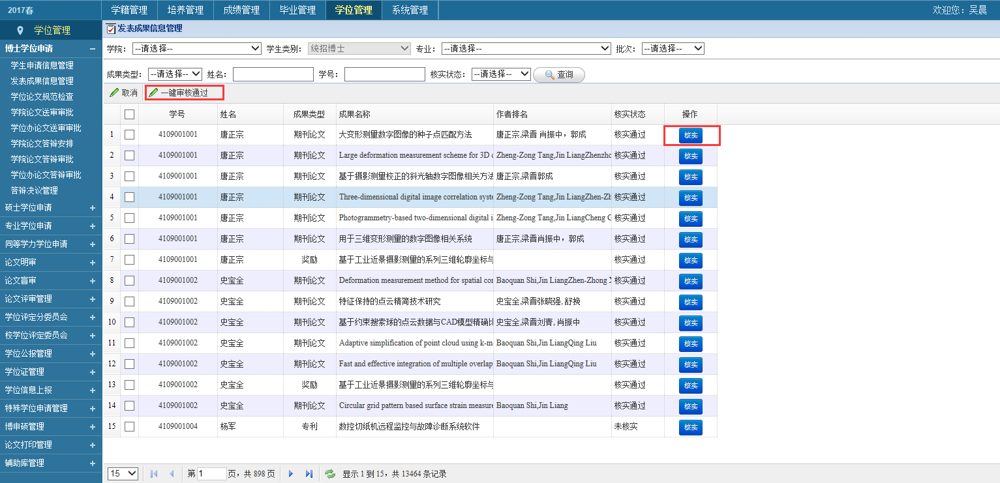 2017春 学籍管理 培养管理 成绩管理 毕业管理 学位管理 系统管理 欢迎您：吴晨
学位管理
博士学位申请 －
学生申请信息管理
发表成果信息管理
学位论文规范检查
学院论文送审审批
学位办论文送审审批
学院论文答辩安排
学院论文答辩审批
学位办论文答辩审批
答辩决议管理
硕士学位申请 +
专业学位申请 +
同等学力学位申请 +
论文明审 +
论文盲审 +
论文评审管理 +
学位评定分委员会 +
校学位评定委员会 +
学位公报管理 +
学位证管理 +
学位信息上报 +
特殊学位申请管理 +
博申硕管理 +
论文打印管理 +
辅助库管理 +
发表成果信息管理
学院： --请选择-- 学生类别： 统招博士 专业： --请选择-- 批次： --请选择--
成果类型： --请选择-- 姓名： 学号： 核实状态： --请选择-- 查询
取消 一键审核通过
学号 姓名 成果类型 成果名称 作者排名 核实状态 操作
1 4109001001 唐正宗 期刊论文 大变形测量数字图像的种子点匹配方法 唐正宗,梁晋 肖振中，郭成 核实通过 核实
2 4109001001 唐正宗 期刊论文 Large deformation measurement scheme for 3D Zheng-Zong Tang,Jin LiangZhenzho 核实通过 核实
3 4109001001 唐正宗 期刊论文 基于摄影测量校正的斜光轴数字图像相关方法 唐正宗,梁晋郭成 核实通过 核实
4 4109001001 唐正宗 期刊论文 Three-dimensional digital image correlation syste Zheng-Zong Tang,Jin LiangZhen-Zh 核实通过 核实
5 4109001001 唐正宗 期刊论文 Photogrammetry-based two-dimensional digital i Zheng-Zong Tang,Jin LiangCheng G 核实通过 核实
6 4109001001 唐正宗 期刊论文 用于三维变形测量的数字图像相关系统 唐正宗,梁晋肖振中，郭成 核实通过 核实
7 4109001001 唐正宗 奖励 基于工业近景摄影测量的系列三维轮廓坐标与 核实通过 核实
8 4109001002 史宝全 期刊论文 Deformation measurement method for spatial cor Baoquan Shi,Jin LiangZhen-Zhong X 核实通过 核实
9 4109001002 史宝全 期刊论文 特征保持的点云精简技术研究 史宝全,梁晋张晓强, 舒挽 核实通过 核实
10 4109001002 史宝全 期刊论文 基于约束搜索球的点云数据与CAD模型精确比 史宝全,梁晋刘青, 肖振中 核实通过 核实
11 4109001002 史宝全 期刊论文 Adaptive simplification of point cloud using k-m Baoquan Shi,Jin LiangQing Liu 核实通过 核实
12 4109001002 史宝全 期刊论文 Fast and effective integration of multiple overlap Baoquan Shi,Jin LiangQing Liu 核实通过 核实
13 4109001002 史宝全 奖励 基于工业近景摄影测量的系列三维轮廓坐标与 核实通过 核实
14 4109001002 史宝全 期刊论文 Circular grid pattern based surface strain measure Baoquan Shi,Jin Liang 核实通过 核实
15 4109001004 杨军 专利 数控切纸机远程监控与故障诊断系统软件 未核实 核实
15 第 1 页，共 898 页 显示 1 到 15，共 13464 条记录